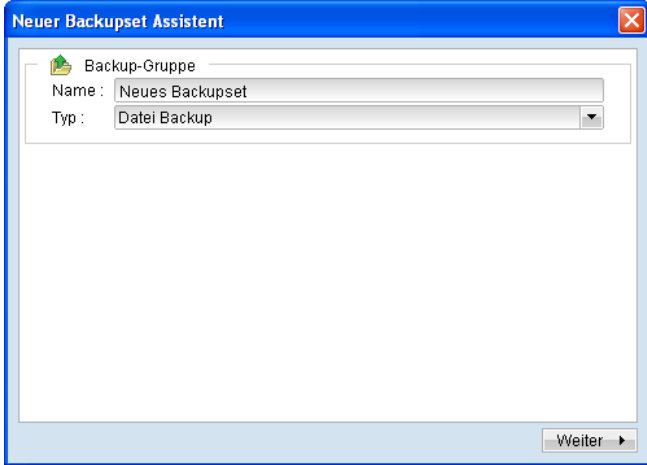 Neuer Backupset Assistent
Backup-Gruppe
Name : Neues Backupset
Typ : Datei Backup
Weiter